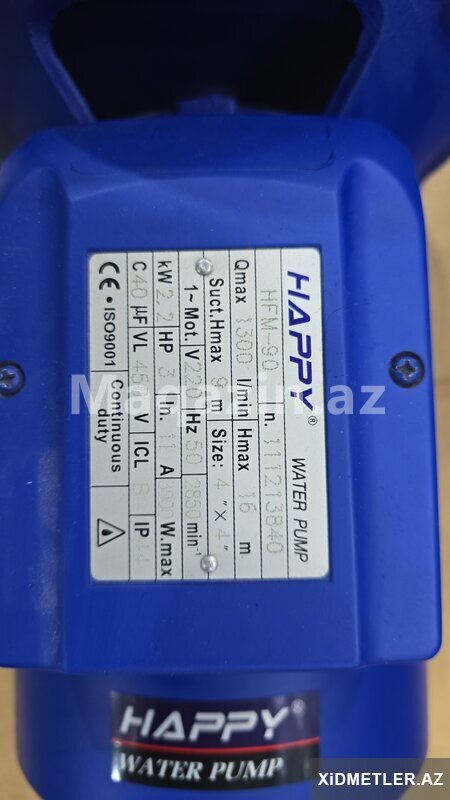 HAPPY® WATER PUMP
HFM-90 n. 111213840
Qmax 1300 l/min Hmax 16 m
Suct.Hmax 9 m Size: 4 "× 4 "
1~ Mot. V 220 Hz 50 2850 min⁻¹
kW 2.2 HP 3 In. 11 A W.max
C 40 µF VL 450 V ICL IP 44
CE • ISO9001 Continuous duty
Magazin.az
HAPPY®
WATER PUMP
XiDMETLER.AZ